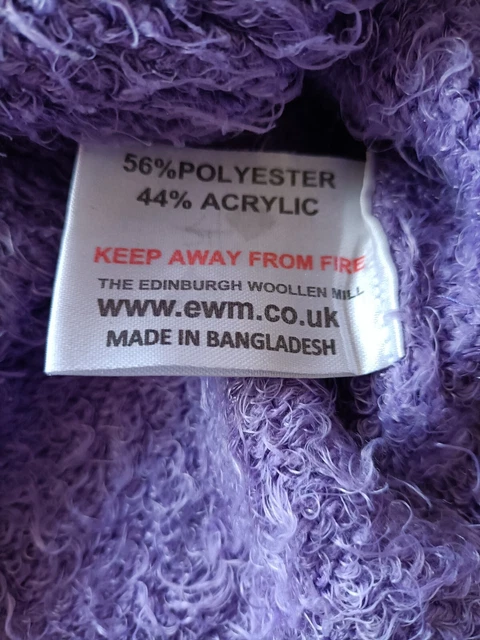 56%POLYESTER
44% ACRYLIC
KEEP AWAY FROM FIRE
THE EDINBURGH WOOLLEN MILL
www.ewm.co.uk
MADE IN BANGLADESH